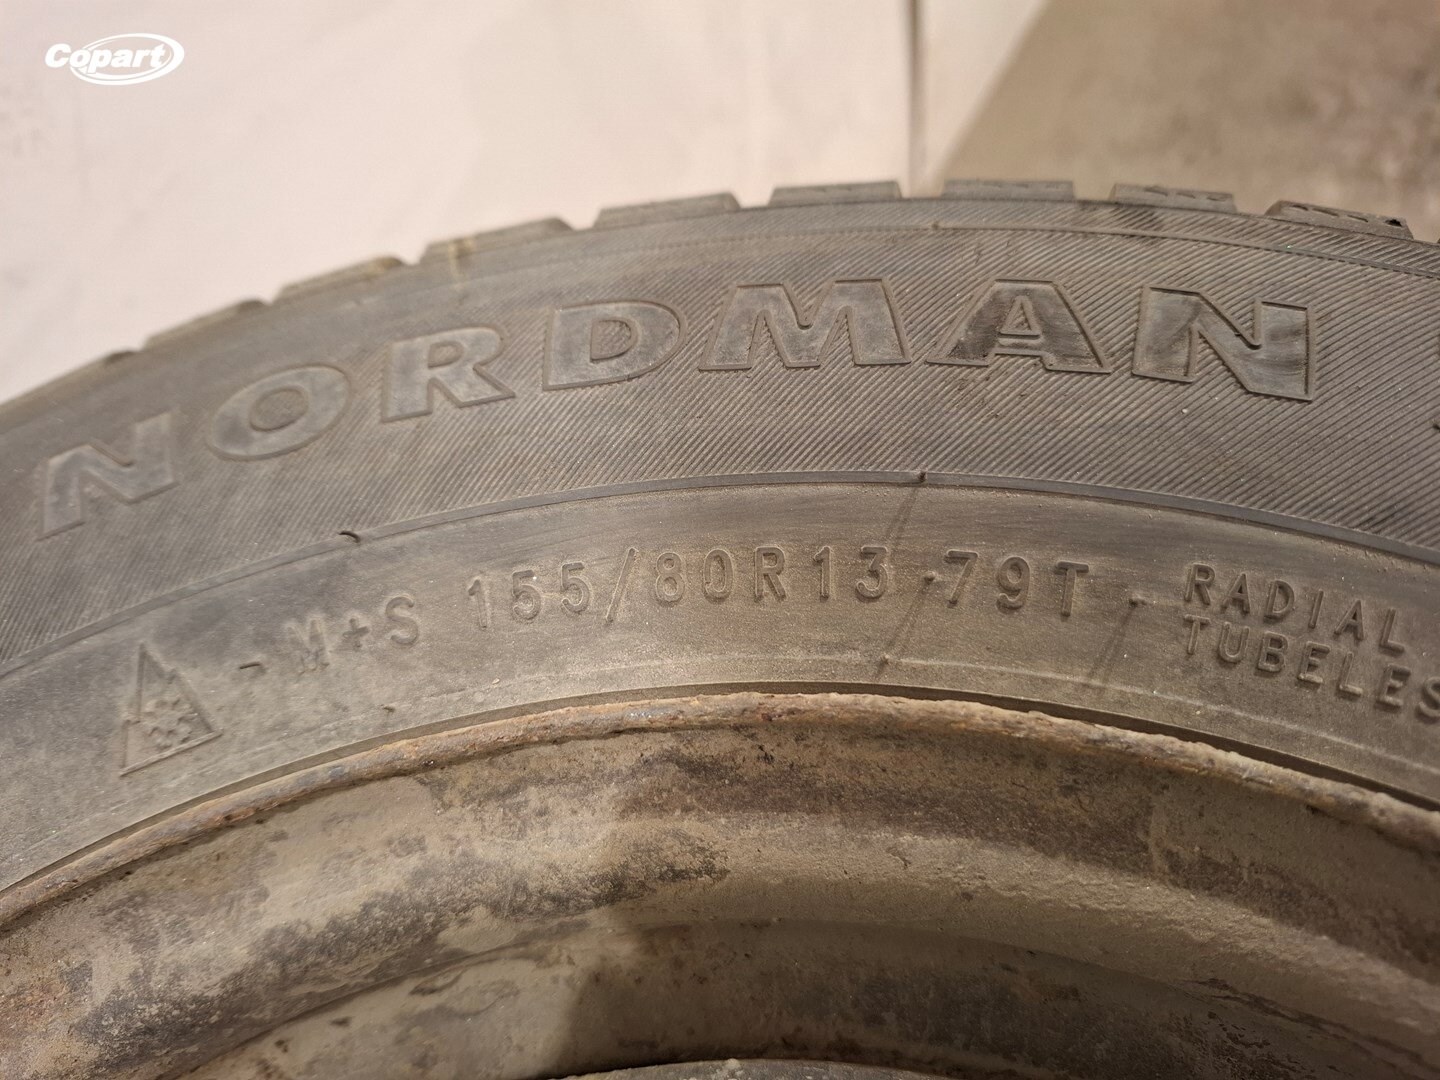 Copart
NORDMAN
- M+S 155/80R13 79T · RADIAL
TUBELES